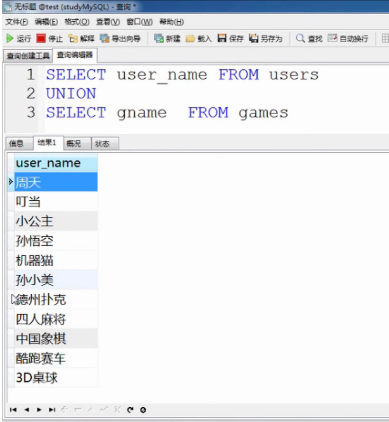 无标题 @test (studyMySQL) - 查询 *
文件(F) 编辑(E) 格式(O) 查看(V) 窗口(W) 帮助(H)
运行 停止 解释 导出向导 新建 载入 保存 另存为 查找 自动换行
查询创建工具 查询编辑器
1 SELECT user_name FROM users
2 UNION
3 SELECT gname FROM games
信息 结果1 概况 状态
user_name
周天
叮当
小公主
孙悟空
机器猫
孙小美
德州扑克
四人麻将
中国象棋
酷跑赛车
3D桌球